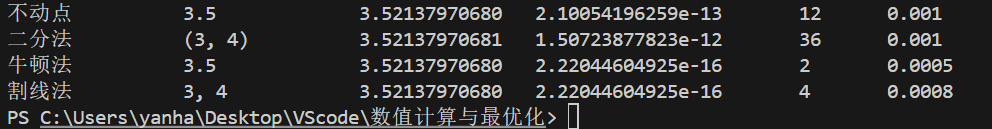 不动点 3.5 3.52137970680 2.10054196259e-13 12 0.001
二分法 (3, 4) 3.52137970681 1.50723877823e-12 36 0.001
牛顿法 3.5 3.52137970680 2.22044604925e-16 2 0.0005
割线法 3, 4 3.52137970680 2.22044604925e-16 4 0.0008
PS C:\Users\yanha\Desktop\VScode\数值计算与最优化>